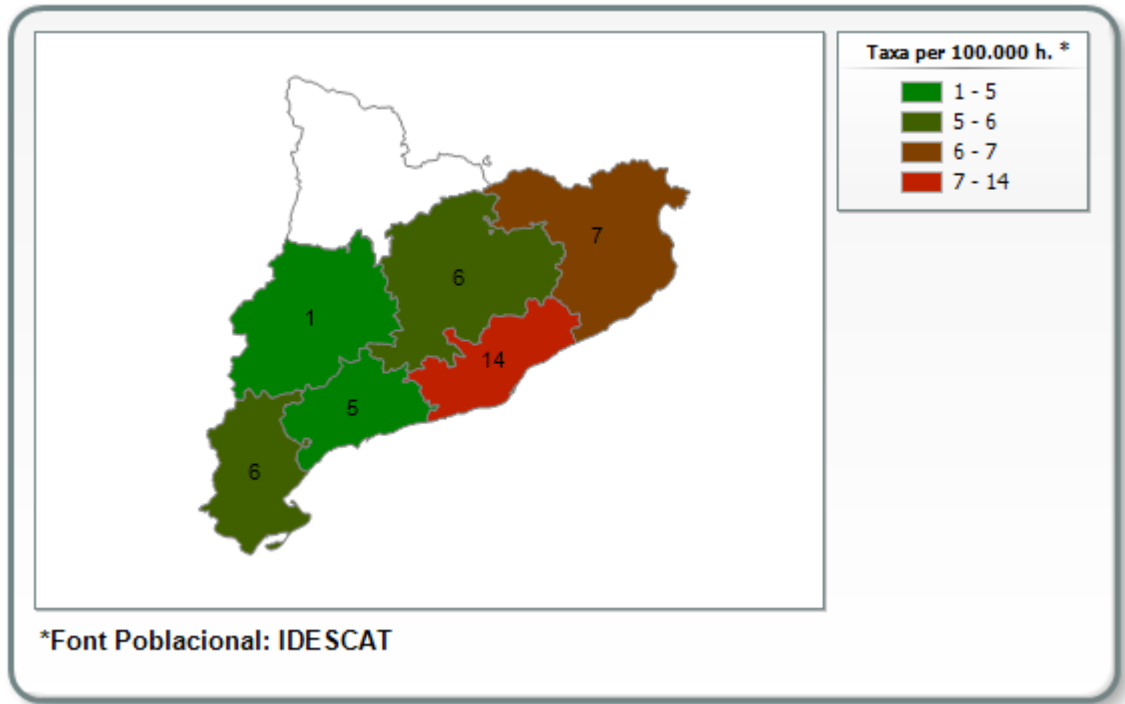 Taxa per 100.000 h. *
1 - 5
5 - 6
6 - 7
7 - 14
7
6
1
14
5
6
*Font Poblacional: IDESCAT